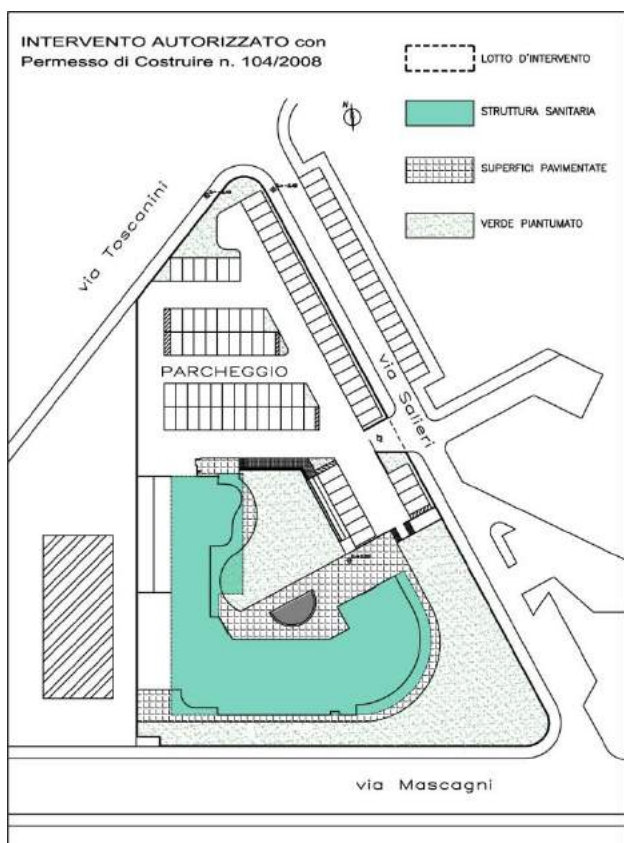 INTERVENTO AUTORIZZATO con
Permesso di Costruire n. 104/2008
LOTTO D'INTERVENTO
STRUTTURA SANITARIA
SUPERFICI PAVIMENTATE
VERDE PIANTUMATO
N
via Toscanini
PARCHEGGIO
via Salieri
via Mascagni